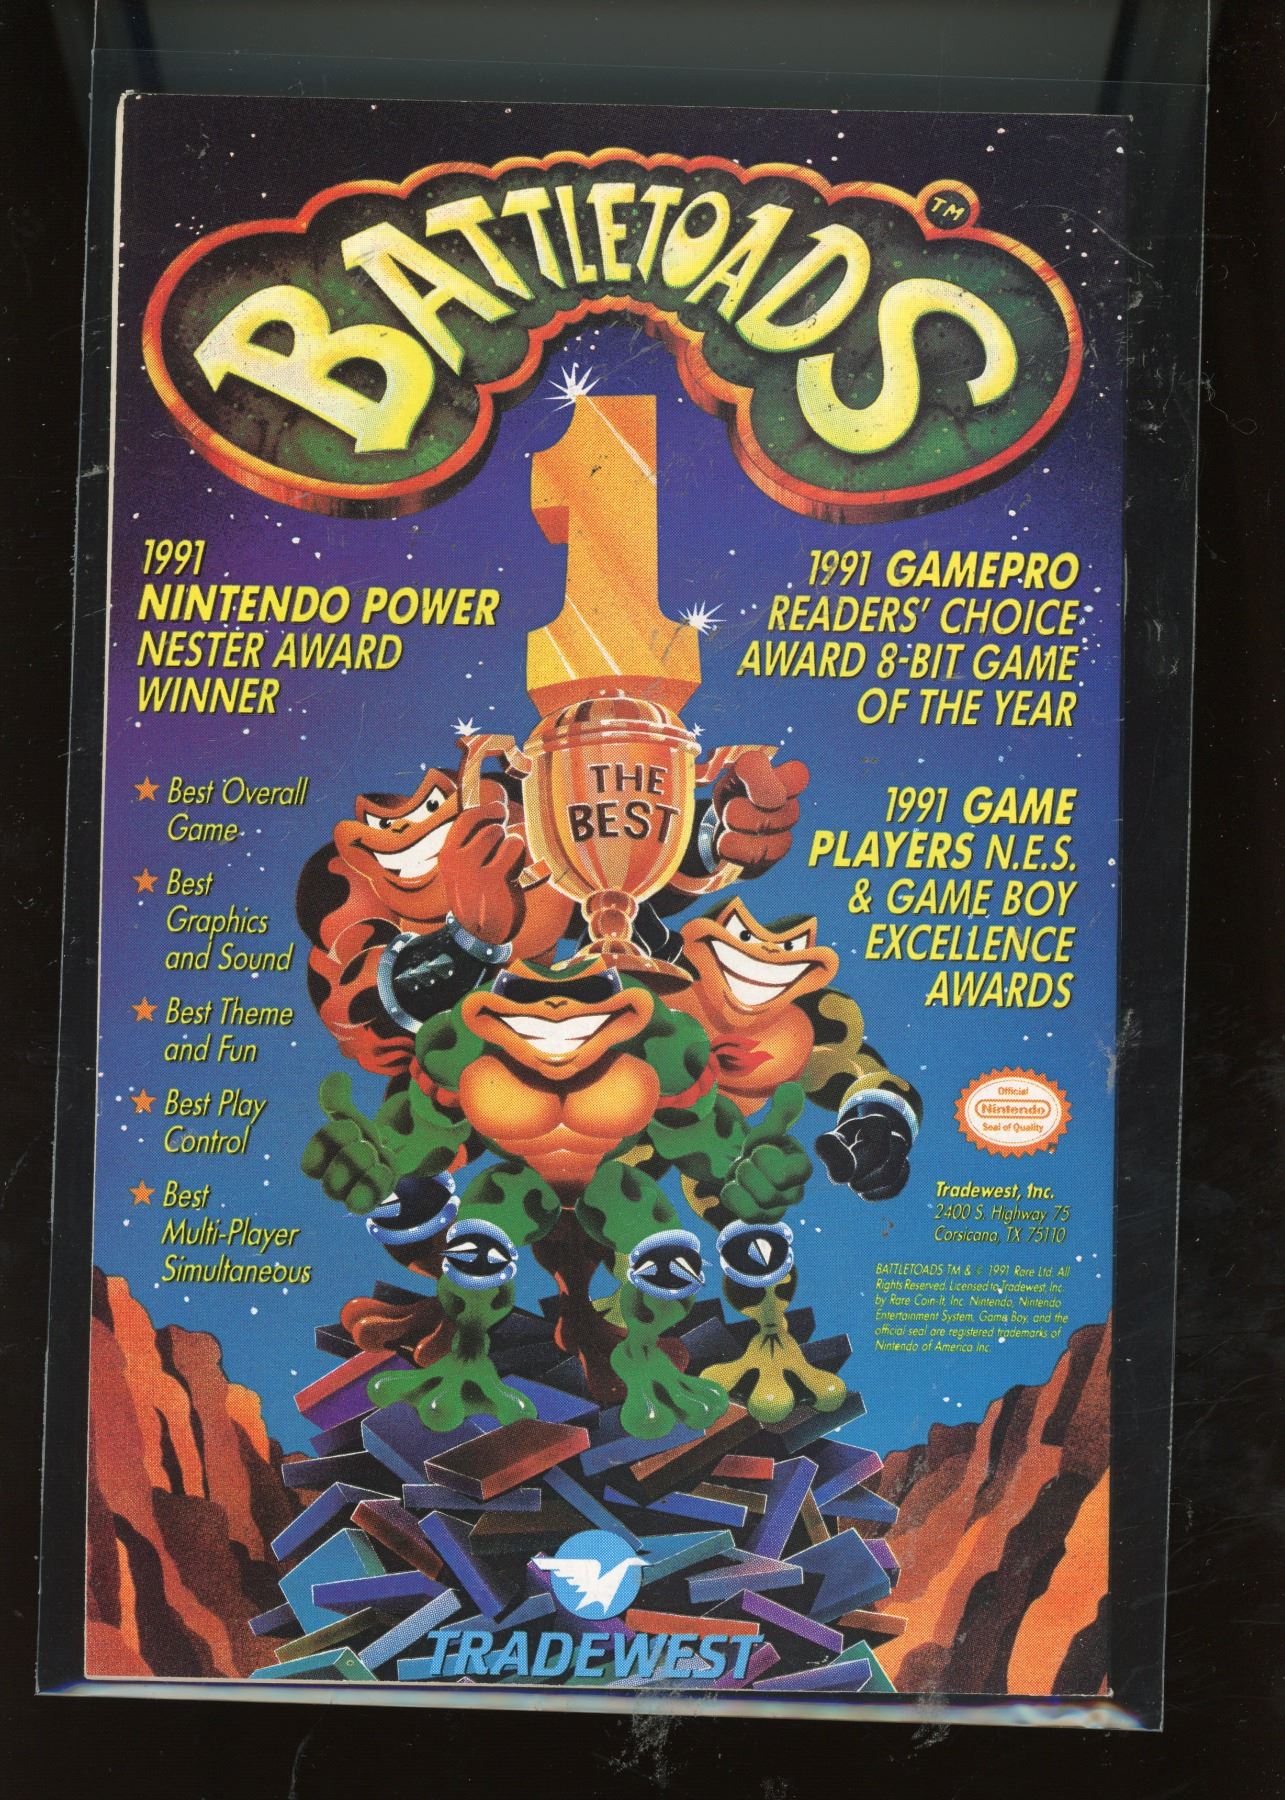 BATTLETOADS
TM
1991
NINTENDO POWER
NESTER AWARD
WINNER
★ Best Overall
Game
★ Best
Graphics
and Sound
★ Best Theme
and Fun
★ Best Play
Control
★ Best
Multi-Player
Simultaneous
1
THE
BEST
1991 GAMEPRO
READERS' CHOICE
AWARD 8-BIT GAME
OF THE YEAR
1991 GAME
PLAYERS N.E.S.
& GAME BOY
EXCELLENCE
AWARDS
Official
Nintendo
Seal of Quality
Tradewest, Inc.
2400 S. Highway 75
Corsicana, TX 75110
BATTLETOADS TM & © 1991 Rare Ltd. All
Rights Reserved. Licensed to Tradewest, Inc.
by Rare Coin-It, Inc. Nintendo, Nintendo
Entertainment System, Game Boy, and the
official seal are registered trademarks of
Nintendo of America Inc.
TRADEWEST